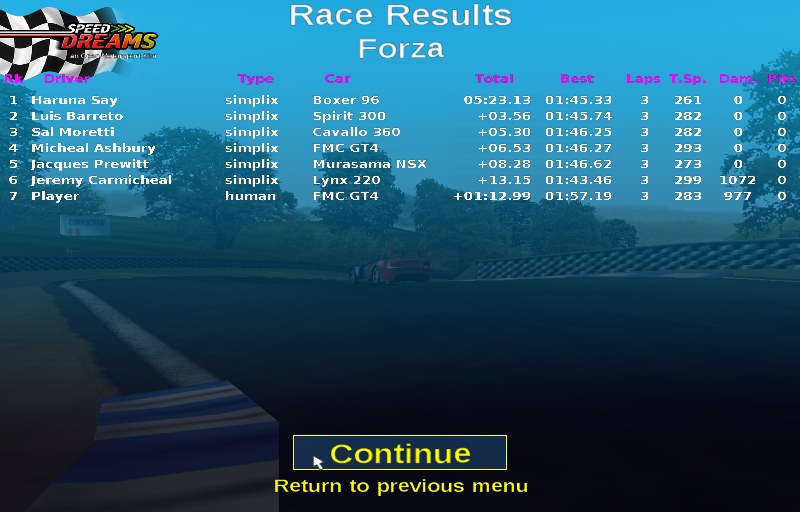 SPEED
DREAMS
Race Results
Forza
Rk Driver Type Car Total Best Laps T.Sp. Dam. Pits
1 Haruna Say simplix Boxer 96 05:23.13 01:45.33 3 261 0 0
2 Luis Barreto simplix Spirit 300 +03.56 01:45.74 3 282 0 0
3 Sal Moretti simplix Cavallo 360 +05.30 01:46.25 3 282 0 0
4 Micheal Ashbury simplix FMC GT4 +06.53 01:46.27 3 293 0 0
5 Jacques Prewitt simplix Murasama NSX +08.28 01:46.62 3 273 0 0
6 Jeremy Carmicheal simplix Lynx 220 +13.15 01:43.46 3 299 1072 0
7 Player human FMC GT4 +01:12.99 01:57.19 3 283 977 0
Continue
Return to previous menu